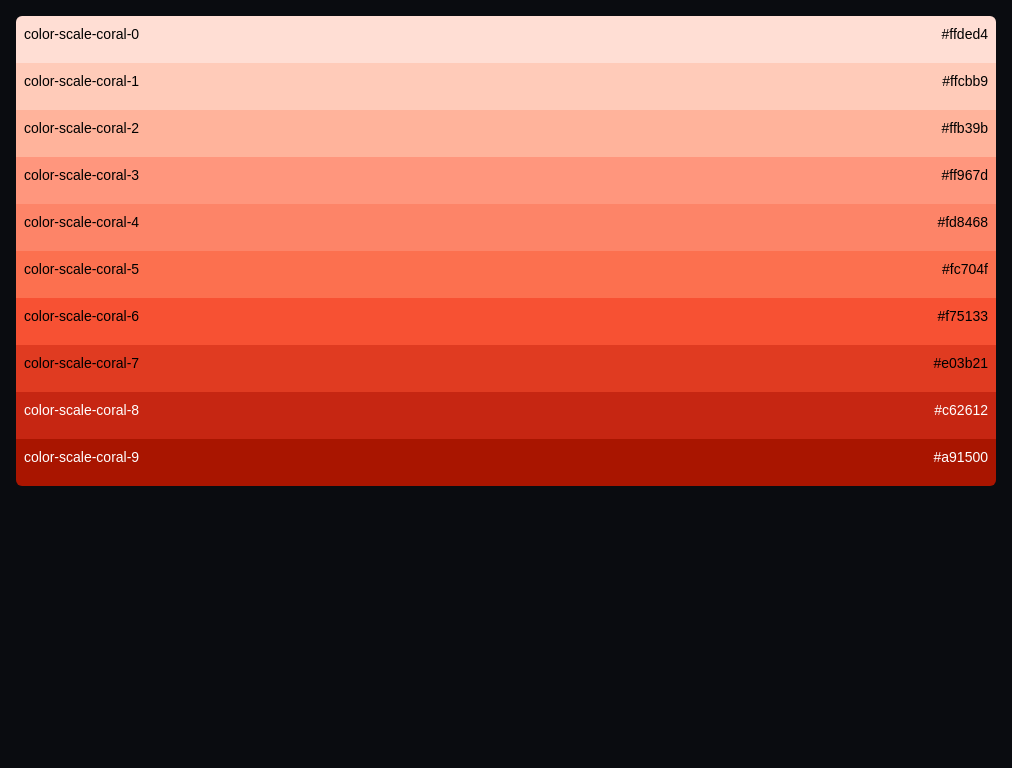 color-scale-coral-0 #ffded4
color-scale-coral-1 #ffcbb9
color-scale-coral-2 #ffb39b
color-scale-coral-3 #ff967d
color-scale-coral-4 #fd8468
color-scale-coral-5 #fc704f
color-scale-coral-6 #f75133
color-scale-coral-7 #e03b21
color-scale-coral-8 #c62612
color-scale-coral-9 #a91500